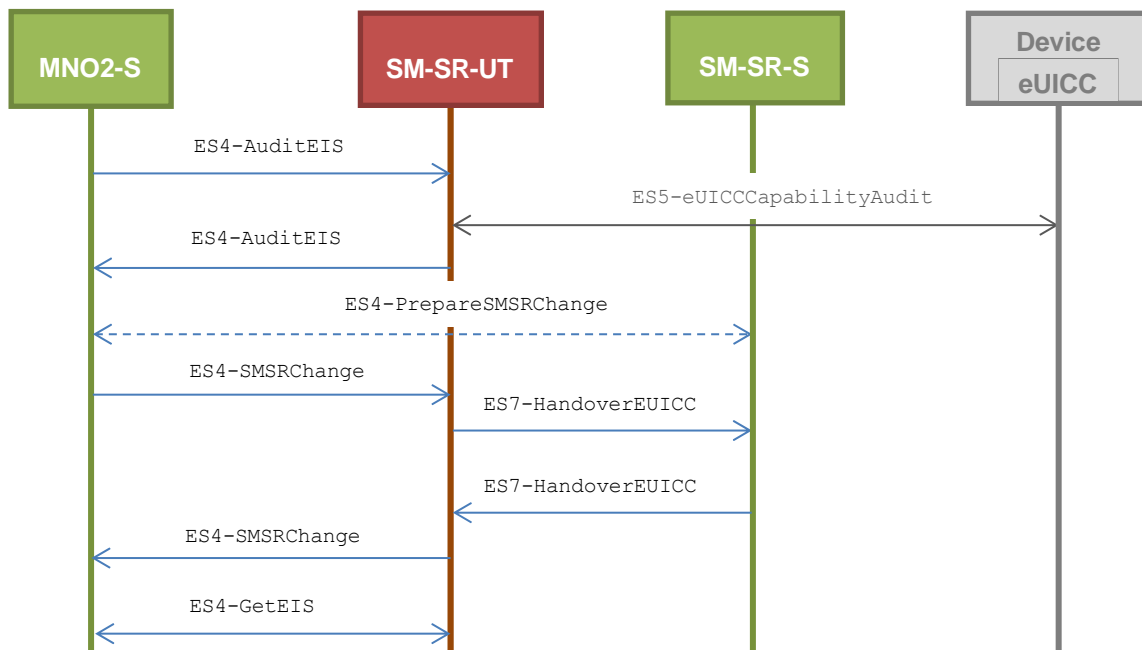 MNO2-S
SM-SR-UT
SM-SR-S
Device
eUICC
ES4-AuditEIS
ES5-eUICCCapabilityAudit
ES4-AuditEIS
ES4-PrepareSMSRChange
ES4-SMSRChange
ES7-HandoverEUICC
ES7-HandoverEUICC
ES4-SMSRChange
ES4-GetEIS